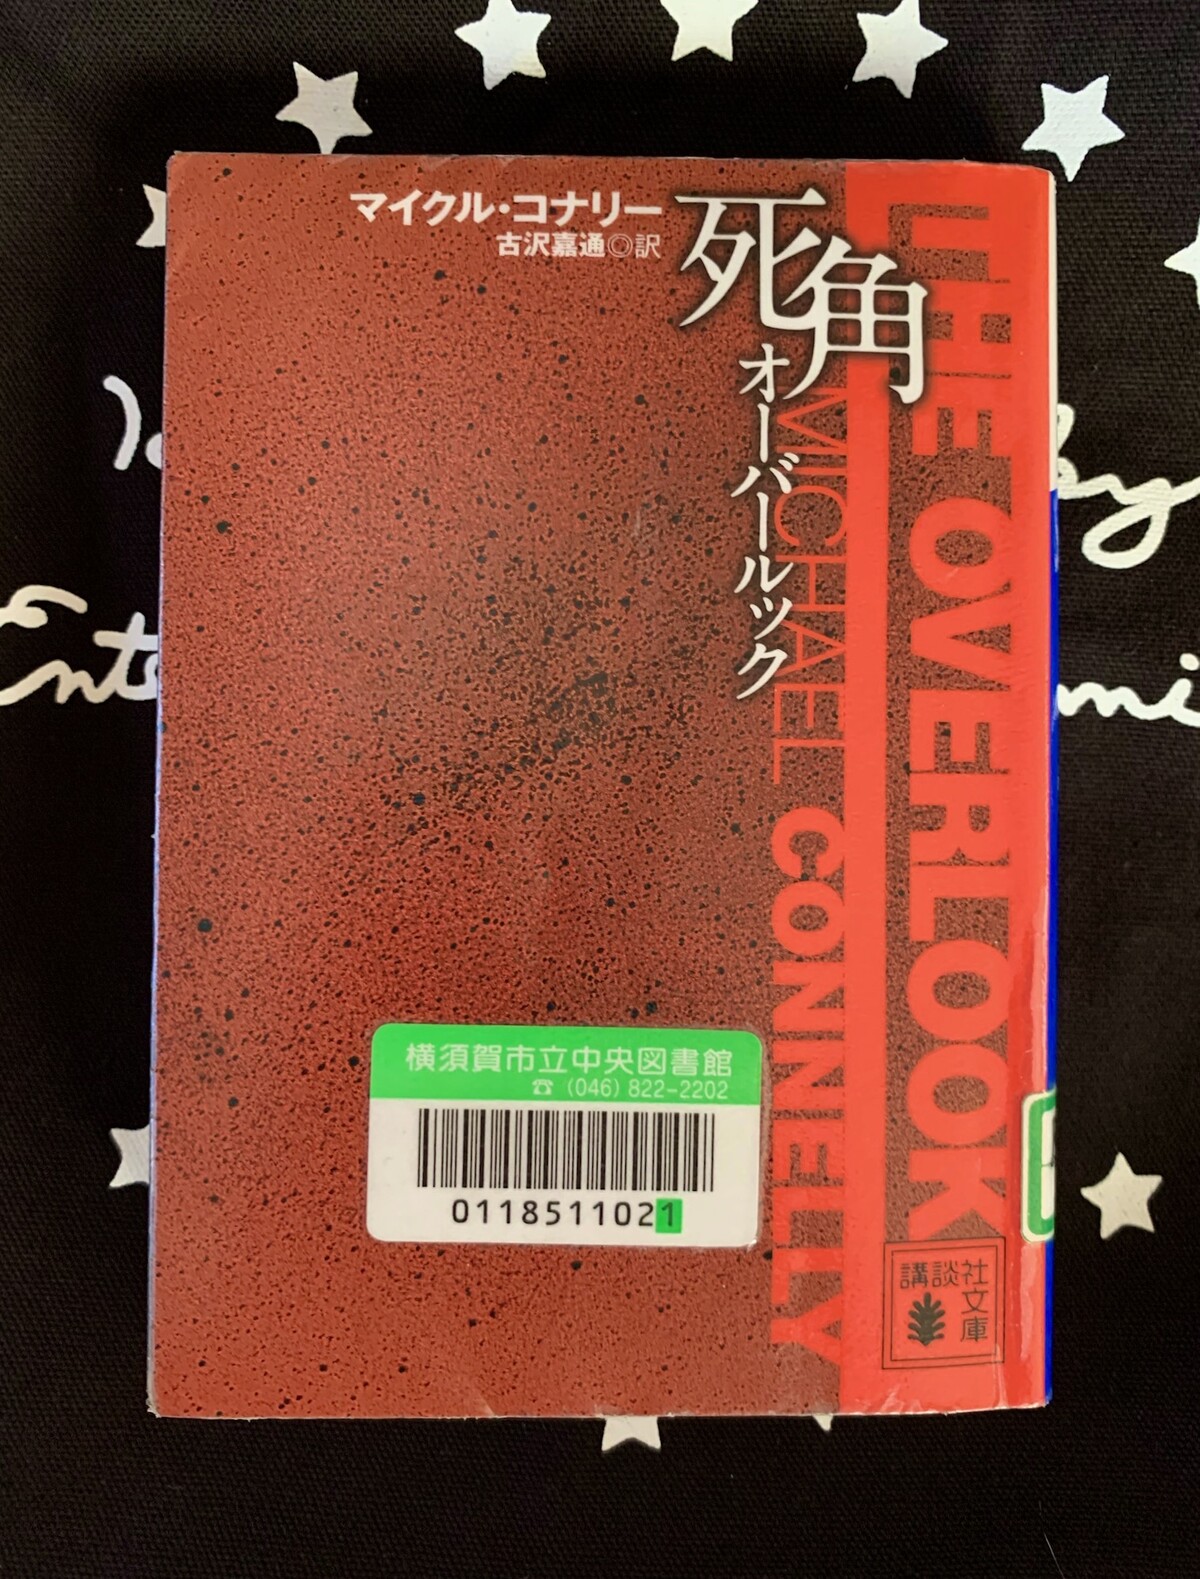 マイクル・コナリー
古沢嘉通◎訳
死角
オーバールック
THE OVERLOOK
MICHAEL CONNELLY
横須賀市立中央図書館
☎ (046) 822-2202
01185111021
講談社
文庫